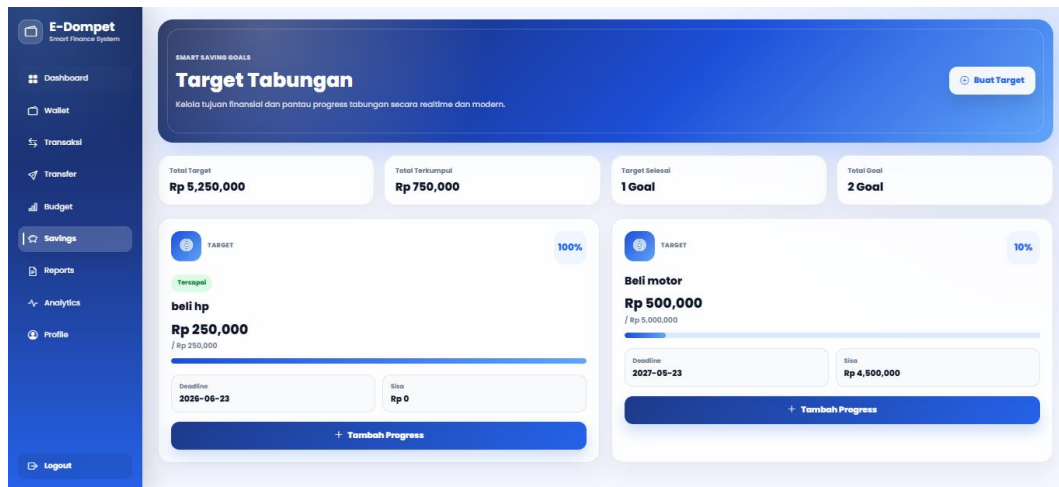 E-Dompet
Smart Finance System
Dashboard
Wallet
Transaksi
Transfer
Budget
Savings
Reports
Analytics
Profile
Logout
SMART SAVING GOALS
Target Tabungan
Kelola tujuan finansial dan pantau progress tabungan secara realtime dan modern.
Buat Target
Total Target
Rp 5,250,000
Total Terkumpul
Rp 750,000
Target Selesai
1 Goal
Total Goal
2 Goal
TARGET
100%
Tercapai
beli hp
Rp 250,000
/ Rp 250,000
Deadline
2026-06-23
Sisa
Rp 0
+ Tambah Progress
TARGET
10%
Beli motor
Rp 500,000
/ Rp 5,000,000
Deadline
2027-05-23
Sisa
Rp 4,500,000
+ Tambah Progress